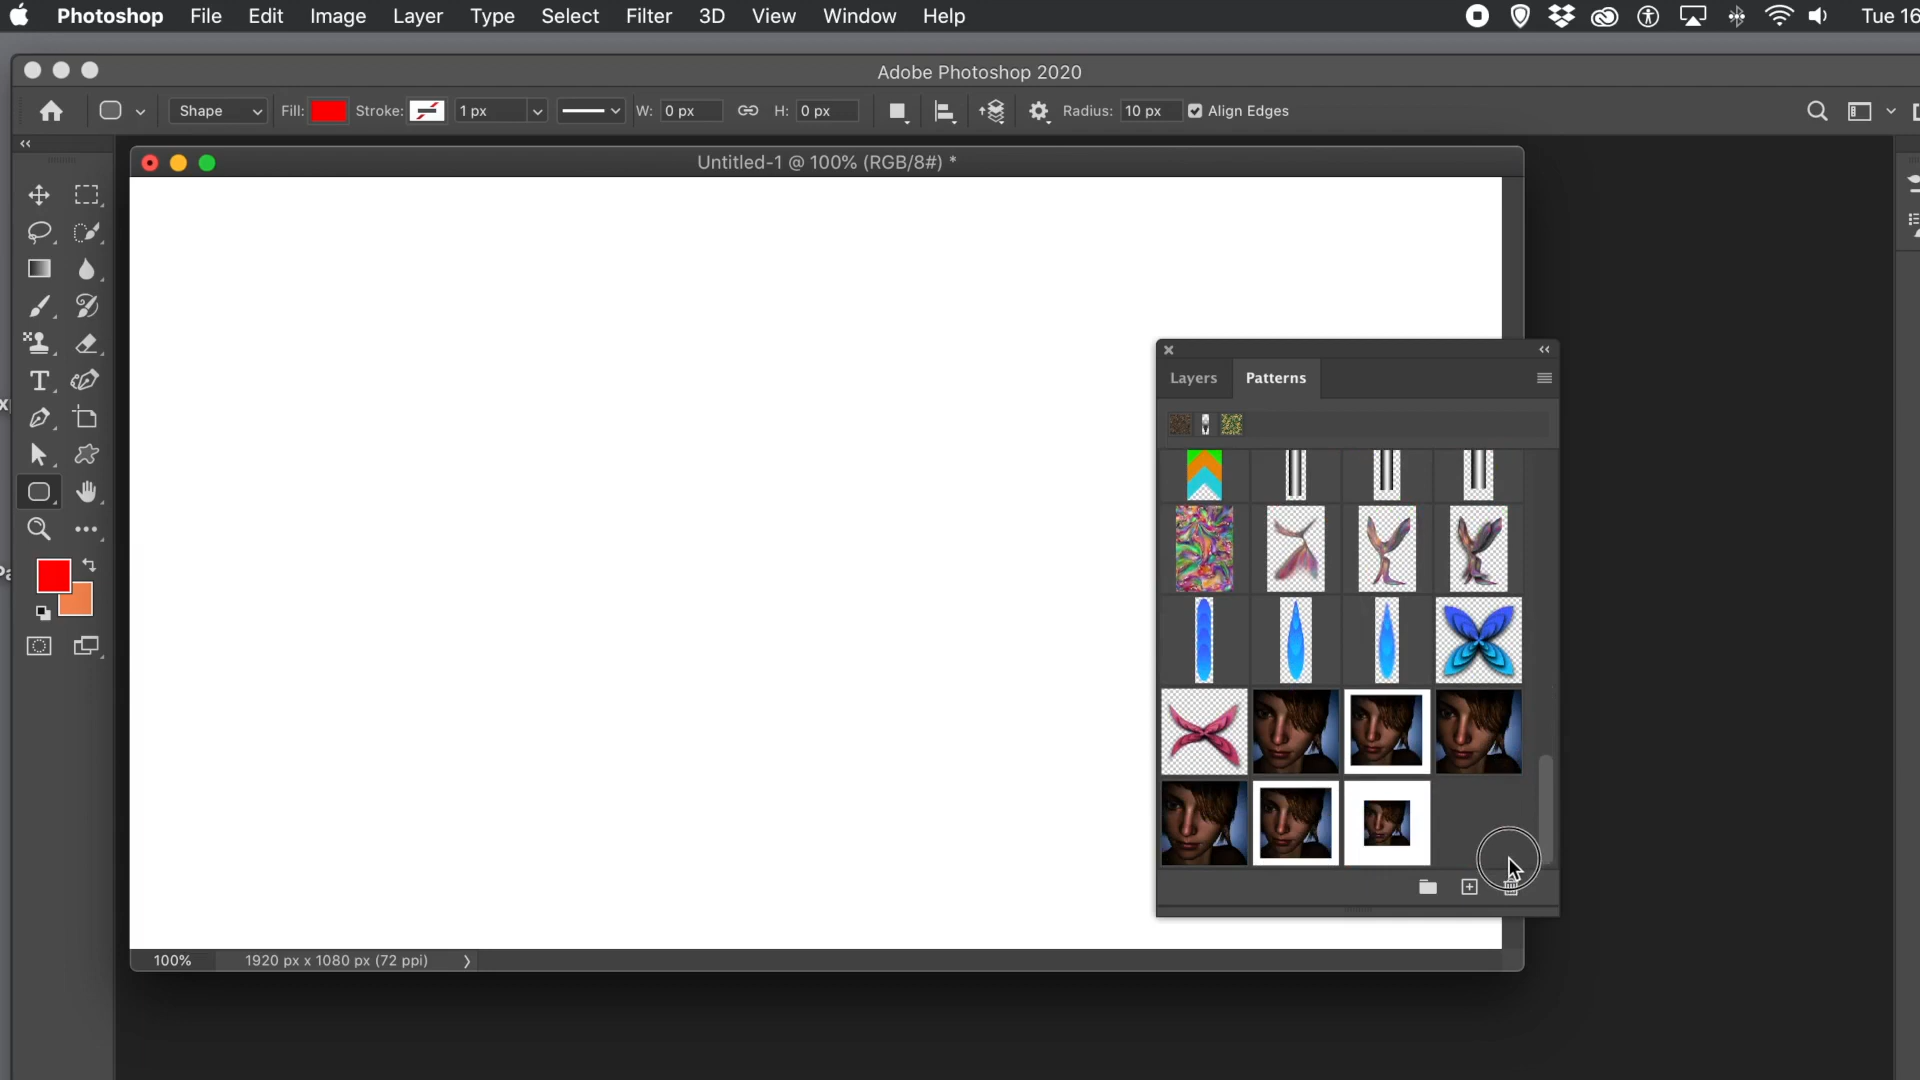 Photoshop File Edit Image Layer Type Select Filter 3D View Window Help Tue 16
Adobe Photoshop 2020
Shape Fill: Stroke: 1 px W: 0 px H: 0 px Radius: 10 px Align Edges
Untitled-1 @ 100% (RGB/8#) *
Layers Patterns
100% 1920 px x 1080 px (72 ppi)